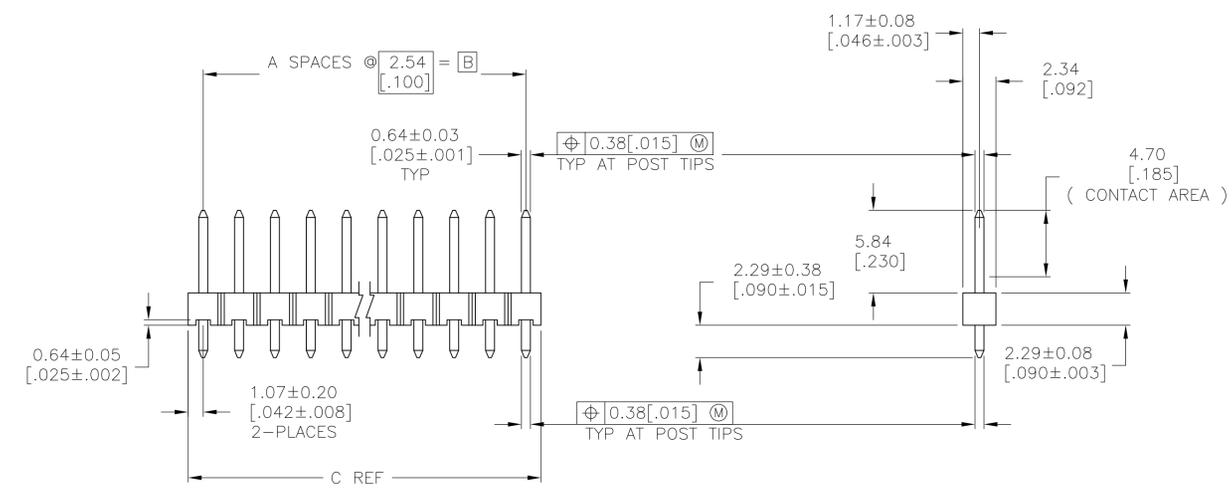 1.17±0.08
[.046±.003]
A SPACES @ 2.54 = B
[.100]
2.34
[.092]
0.64±0.03
[.025±.001]
TYP
⌖ 0.38[.015] Ⓜ
TYP AT POST TIPS
4.70
[.185]
( CONTACT AREA )
5.84
[.230]
2.29±0.38
[.090±.015]
0.64±0.05
[.025±.002]
2.29±0.08
[.090±.003]
1.07±0.20
[.042±.008]
2-PLACES
⌖ 0.38[.015] Ⓜ
TYP AT POST TIPS
C REF